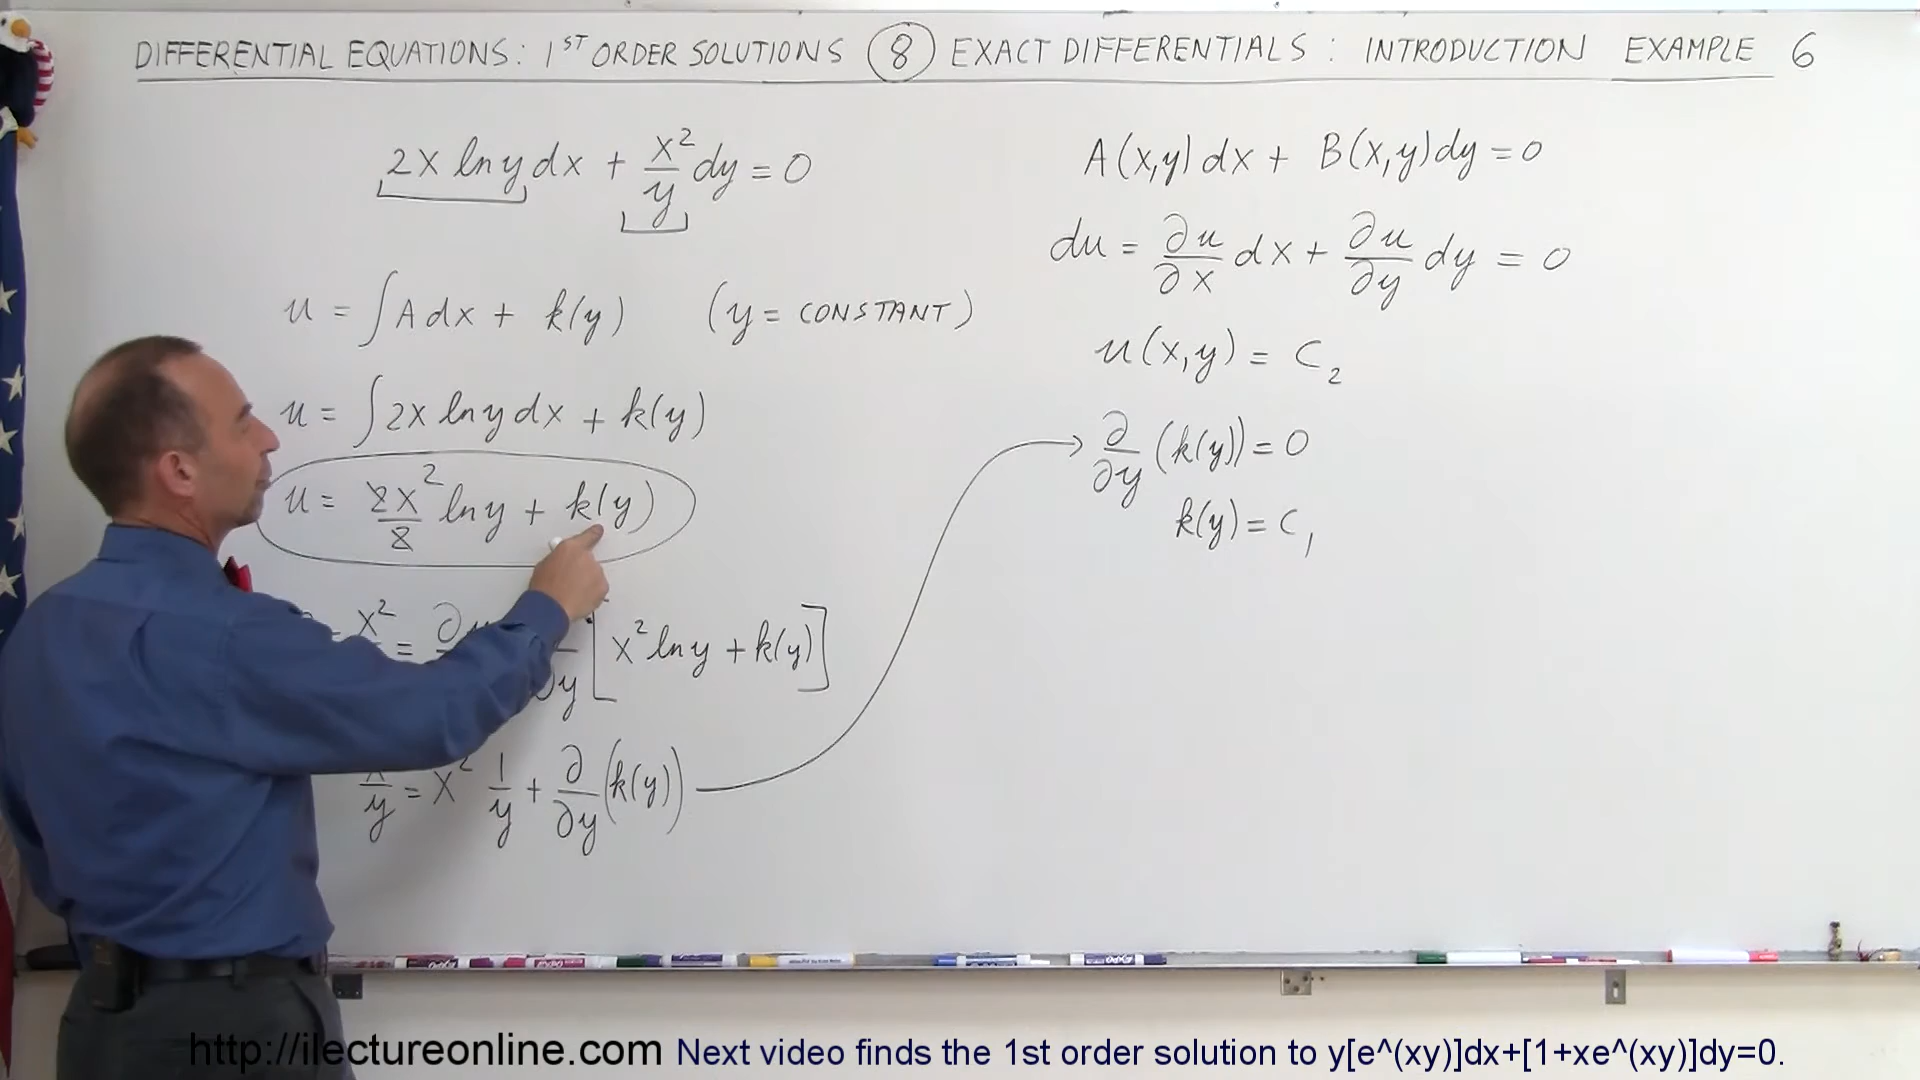 DIFFERENTIAL EQUATIONS: 1ST ORDER SOLUTIONS 8 EXACT DIFFERENTIALS: INTRODUCTION EXAMPLE 6
2x ln y dx + x²/y dy = 0
u = ∫ A dx + k(y) (y = CONSTANT)
u = ∫ 2x ln y dx + k(y)
u = 2x²/2 ln y + k(y)
= x² = ∂u ∂y [x² ln y + k(y)]
/y = x² 1/y + ∂/∂y (k(y))
A(x,y) dx + B(x,y) dy = 0
du = ∂u/∂x dx + ∂u/∂y dy = 0
u(x,y) = C₂
∂/∂y (k(y)) = 0
k(y) = C₁
http://ilectureonline.com Next video finds the 1st order solution to y[e^(xy)]dx+[1+xe^(xy)]dy=0.